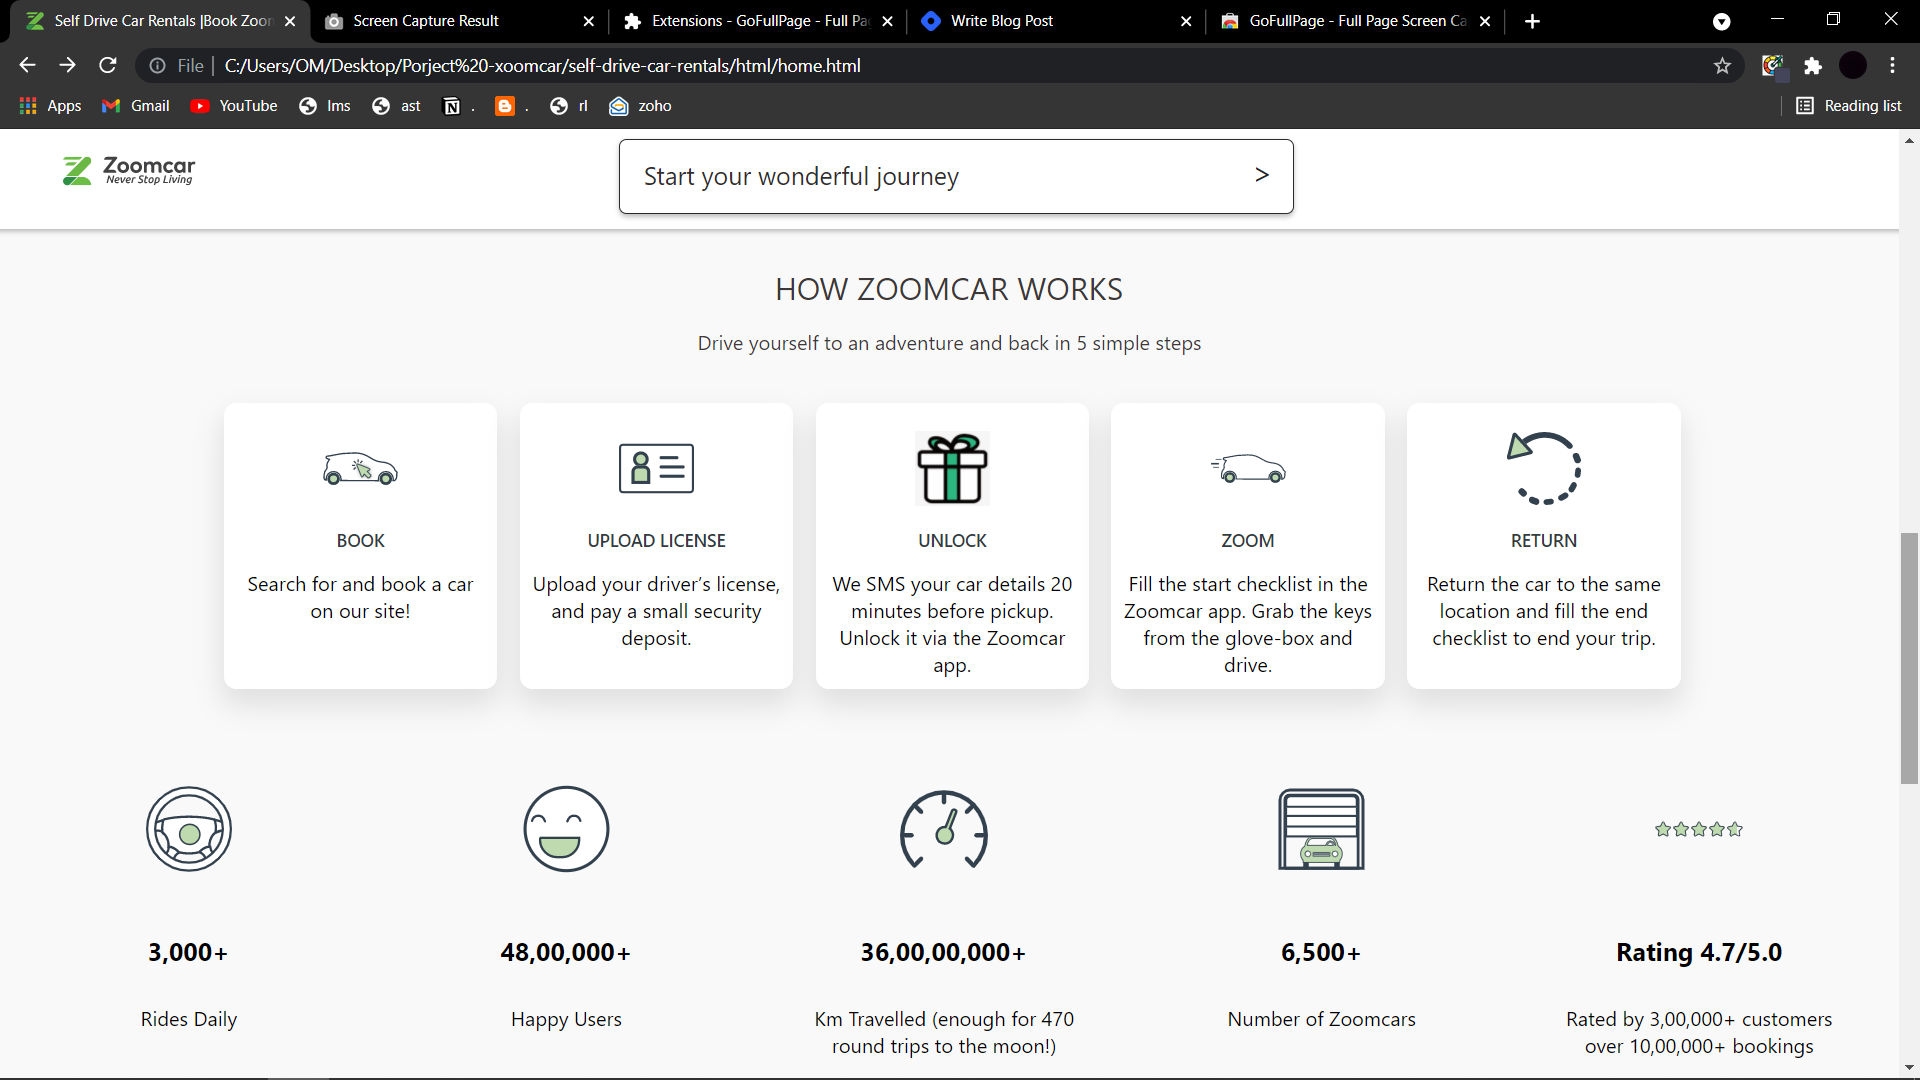 Self Drive Car Rentals |Book Zoon
Screen Capture Result
Extensions - GoFullPage - Full Pa
Write Blog Post
GoFullPage - Full Page Screen Ca
File | C:/Users/OM/Desktop/Porject%20-xoomcar/self-drive-car-rentals/html/home.html
Apps Gmail YouTube lms ast . . rl zoho Reading list
Zoomcar
Never Stop Living
Start your wonderful journey >
HOW ZOOMCAR WORKS
Drive yourself to an adventure and back in 5 simple steps
BOOK
Search for and book a car
on our site!
UPLOAD LICENSE
Upload your driver’s license,
and pay a small security
deposit.
UNLOCK
We SMS your car details 20
minutes before pickup.
Unlock it via the Zoomcar
app.
ZOOM
Fill the start checklist in the
Zoomcar app. Grab the keys
from the glove-box and
drive.
RETURN
Return the car to the same
location and fill the end
checklist to end your trip.
3,000+
Rides Daily
48,00,000+
Happy Users
36,00,00,000+
Km Travelled (enough for 470
round trips to the moon!)
6,500+
Number of Zoomcars
Rating 4.7/5.0
Rated by 3,00,000+ customers
over 10,00,000+ bookings